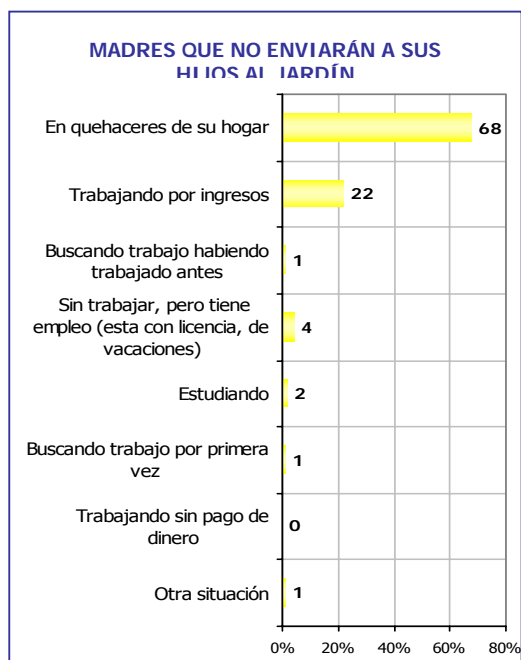 MADRES QUE NO ENVIARÁN A SUS
HIJOS AL JARDÍN
En quehaceres de su hogar
68
Trabajando por ingresos
22
Buscando trabajo habiendo
trabajado antes
1
Sin trabajar, pero tiene
empleo (esta con licencia, de
vacaciones)
4
Estudiando
2
Buscando trabajo por primera
vez
1
Trabajando sin pago de
dinero
0
Otra situación
1
0% 20% 40% 60% 80%